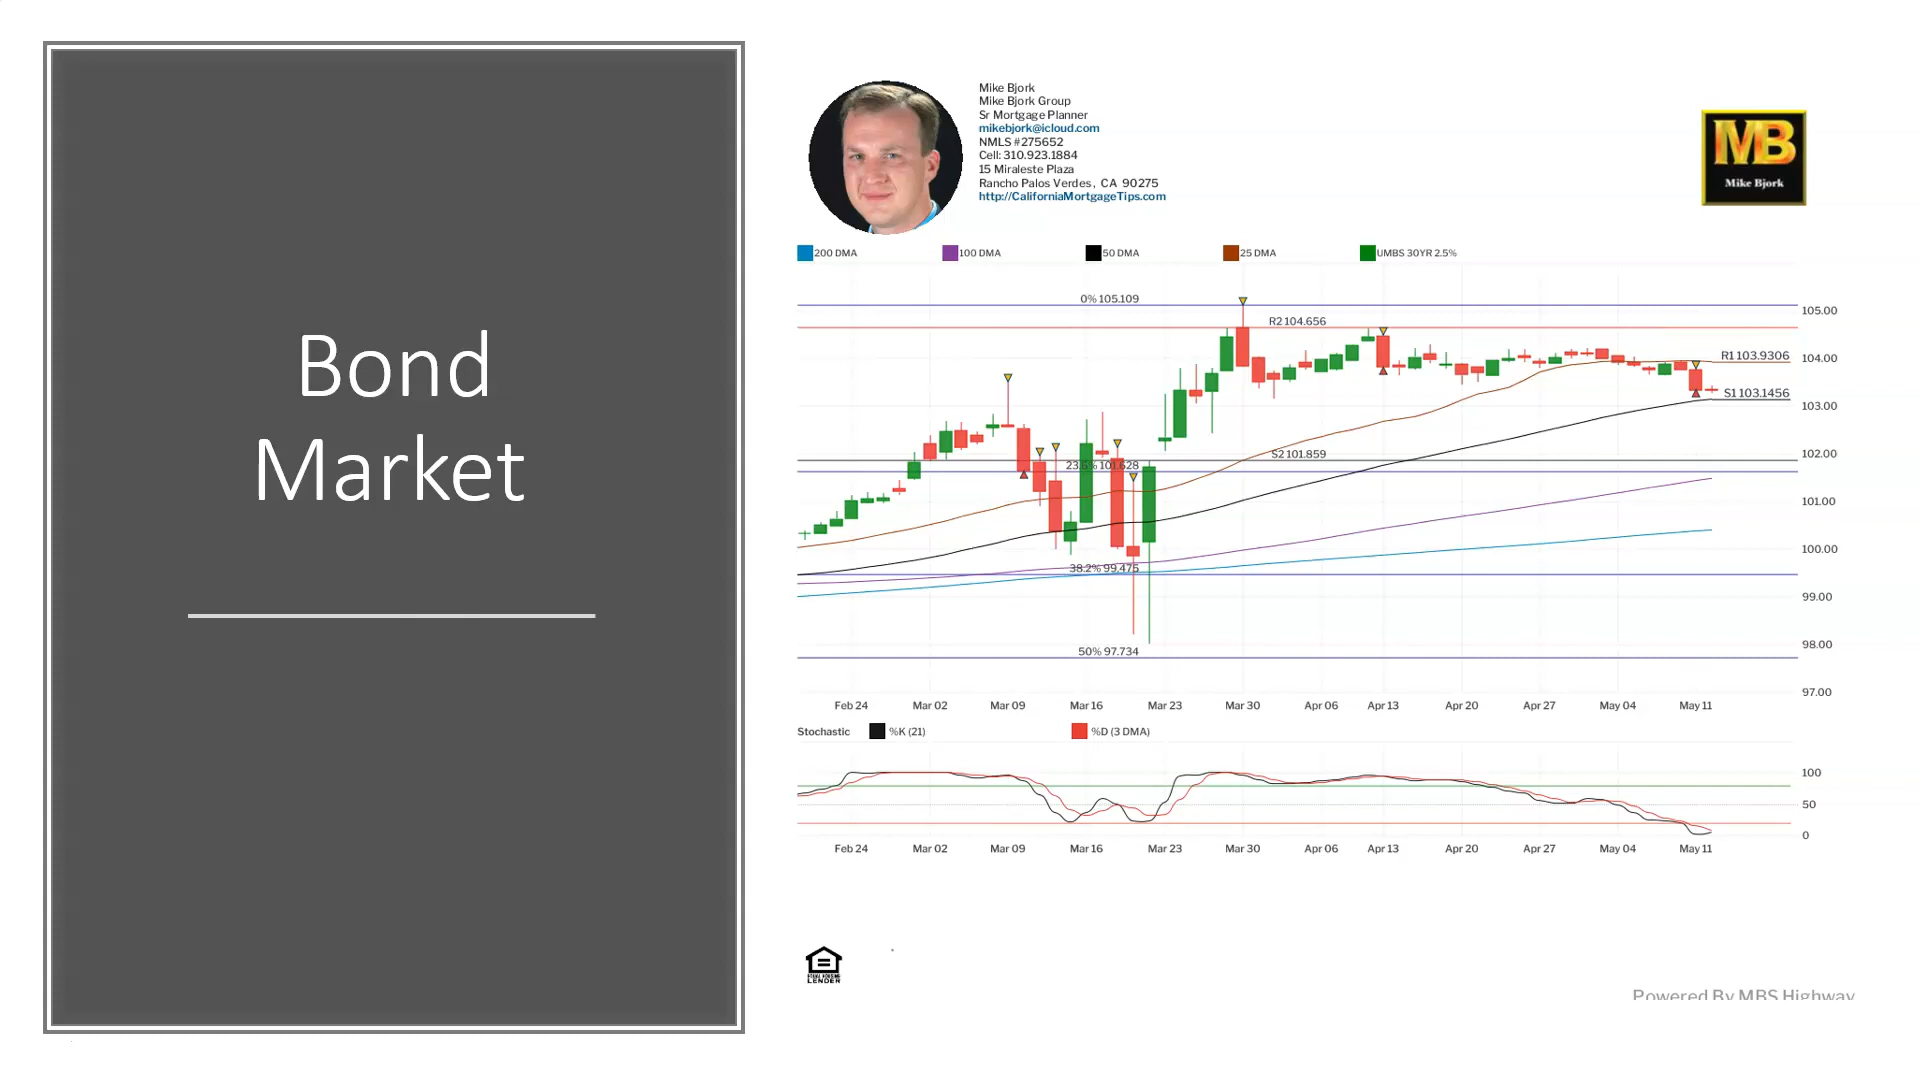 Bond
Market
Mike Bjork
Mike Bjork Group
Sr Mortgage Planner
mikebjork@icloud.com
NMLS #275652
Cell: 310.923.1884
15 Miraleste Plaza
Rancho Palos Verdes, CA 90275
http://CaliforniaMortgageTips.com
MB
Mike Bjork
200 DMA 100 DMA 50 DMA 25 DMA UMBS 30YR 2.5%
0% 105.109
105.00
R2 104.656
R1 103.9306
104.00
S1 103.1456
103.00
S2 101.859
102.00
23.6% 101.628
101.00
100.00
38.2% 99.475
99.00
98.00
50% 97.734
97.00
Feb 24 Mar 02 Mar 09 Mar 16 Mar 23 Mar 30 Apr 06 Apr 13 Apr 20 Apr 27 May 04 May 11
Stochastic %K (21) %D (3 DMA)
100
50
0
Feb 24 Mar 02 Mar 09 Mar 16 Mar 23 Mar 30 Apr 06 Apr 13 Apr 20 Apr 27 May 04 May 11
EQUAL HOUSING
LENDER
Powered By MBS Highway